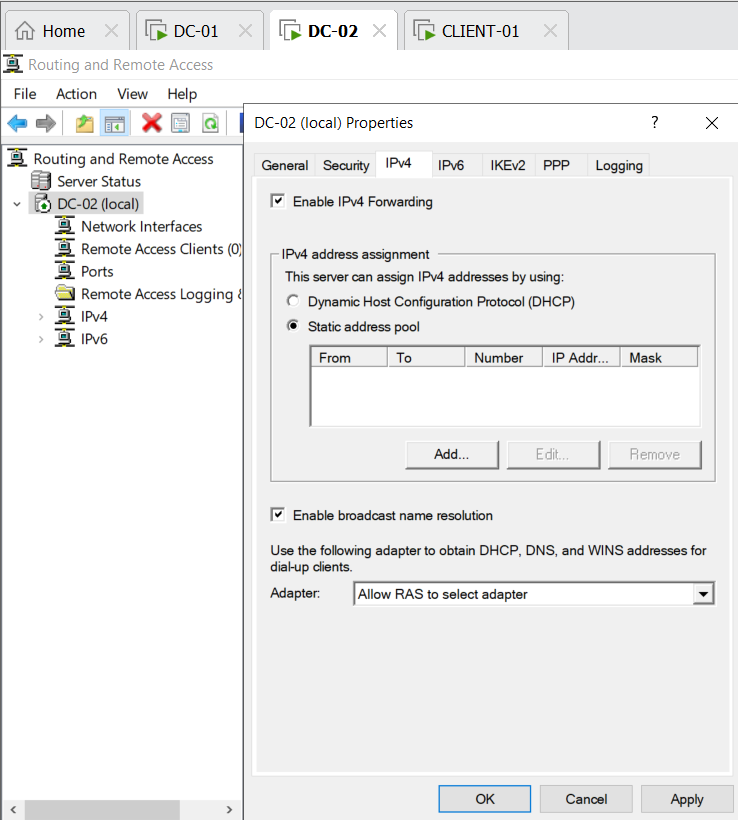 Home
DC-01
DC-02
CLIENT-01
Routing and Remote Access
File Action View Help
DC-02 (local) Properties
?
General Security IPv4 IPv6 IKEv2 PPP Logging
Routing and Remote Access
Server Status
DC-02 (local)
Network Interfaces
Remote Access Clients (0)
Ports
Remote Access Logging &
IPv4
IPv6
Enable IPv4 Forwarding
IPv4 address assignment
This server can assign IPv4 addresses by using:
Dynamic Host Configuration Protocol (DHCP)
Static address pool
From To Number IP Addr... Mask
Add... Edit... Remove
Enable broadcast name resolution
Use the following adapter to obtain DHCP, DNS, and WINS addresses for
dial-up clients.
Adapter: Allow RAS to select adapter
OK Cancel Apply